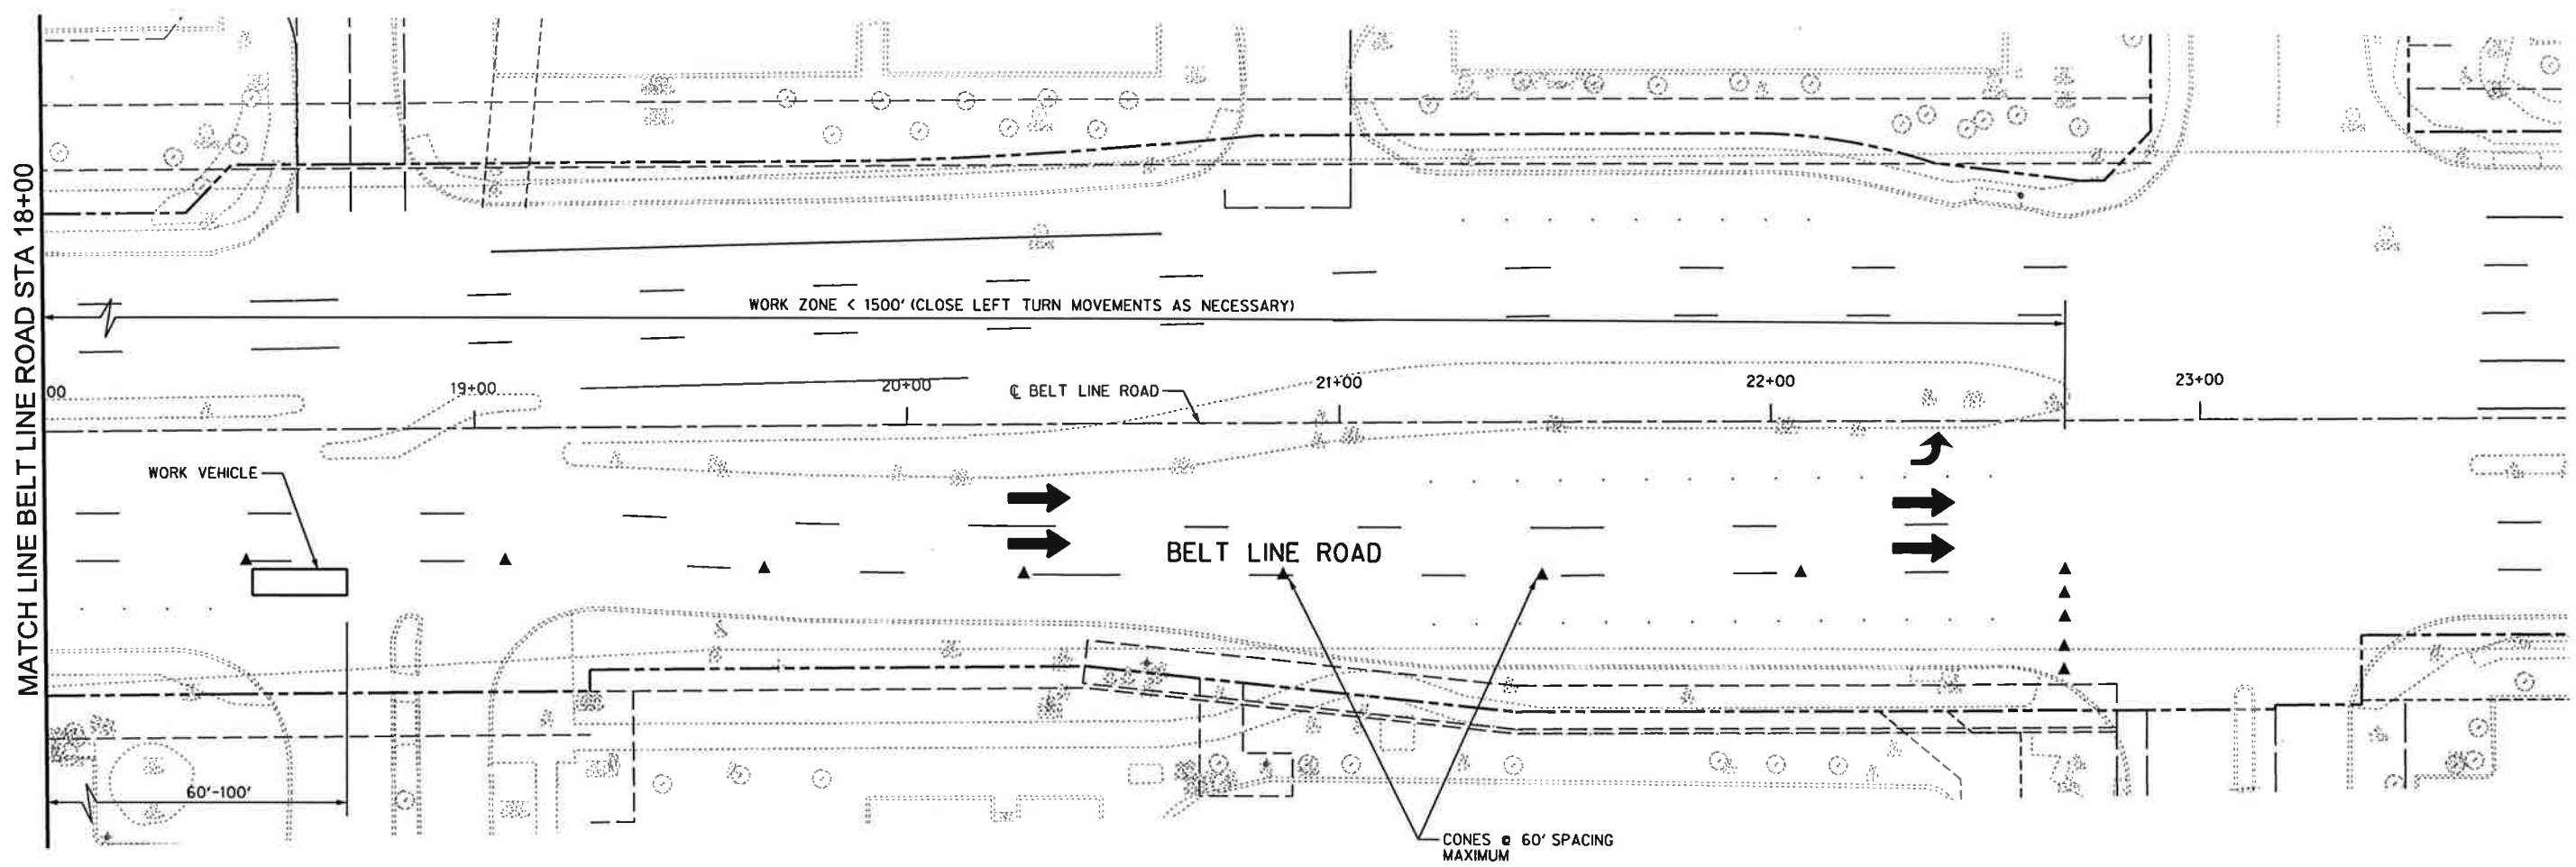 MATCH LINE BELT LINE ROAD STA 18+00
WORK ZONE < 1500' (CLOSE LEFT TURN MOVEMENTS AS NECESSARY)
00
19+00
20+00
℄ BELT LINE ROAD
21+00
22+00
23+00
WORK VEHICLE
BELT LINE ROAD
60'-100'
CONES @ 60' SPACING
MAXIMUM